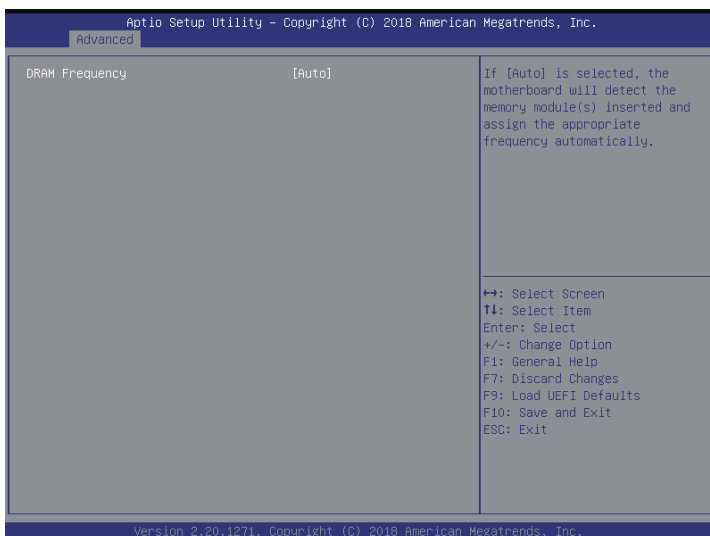 Aptio Setup Utility – Copyright (C) 2018 American Megatrends, Inc.
Advanced
DRAM Frequency [Auto]
If [Auto] is selected, the
motherboard will detect the
memory module(s) inserted and
assign the appropriate
frequency automatically.
↔: Select Screen
↑↓: Select Item
Enter: Select
+/-: Change Option
F1: General Help
F7: Discard Changes
F9: Load UEFI Defaults
F10: Save and Exit
ESC: Exit
Version 2.20.1271. Copyright (C) 2018 American Megatrends, Inc.